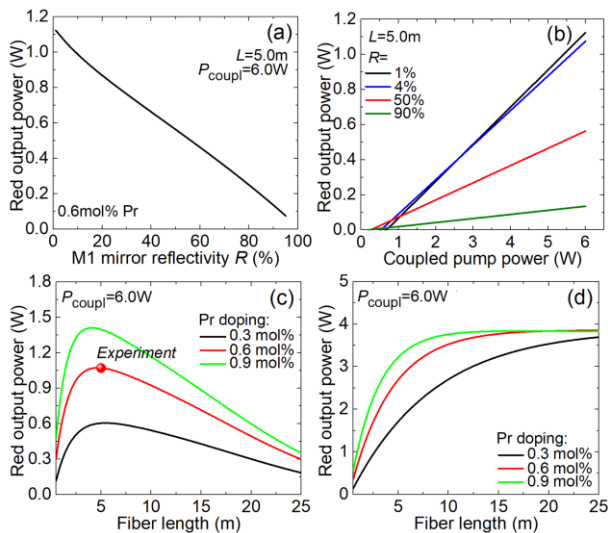 (a)
L=5.0m
P_coupl=6.0W
0.6mol% Pr
Red output power (W)
0.0
0.2
0.4
0.6
0.8
1.0
1.2
0 20 40 60 80 100
M1 mirror reflectivity R (%)
(b)
L=5.0m
R=
1%
4%
50%
90%
Red output power (W)
0.0
0.2
0.4
0.6
0.8
1.0
1.2
0 1 2 3 4 5 6
Coupled pump power (W)
(c)
P_coupl=6.0W
Pr doping:
0.3 mol%
0.6 mol%
0.9 mol%
Experiment
Red output power (W)
0.0
0.3
0.6
0.9
1.2
1.5
1.8
5 10 15 20 25
Fiber length (m)
(d)
P_coupl=6.0W
Pr doping:
0.3 mol%
0.6 mol%
0.9 mol%
Red output power (W)
0
1
2
3
4
5
5 10 15 20 25
Fiber length (m)